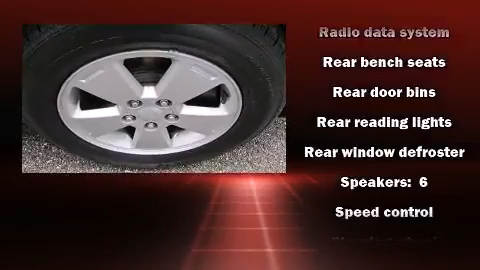 Radio data system
Rear bench seats
Rear door bins
Rear reading lights
Rear window defroster
Speakers: 6
Speed control